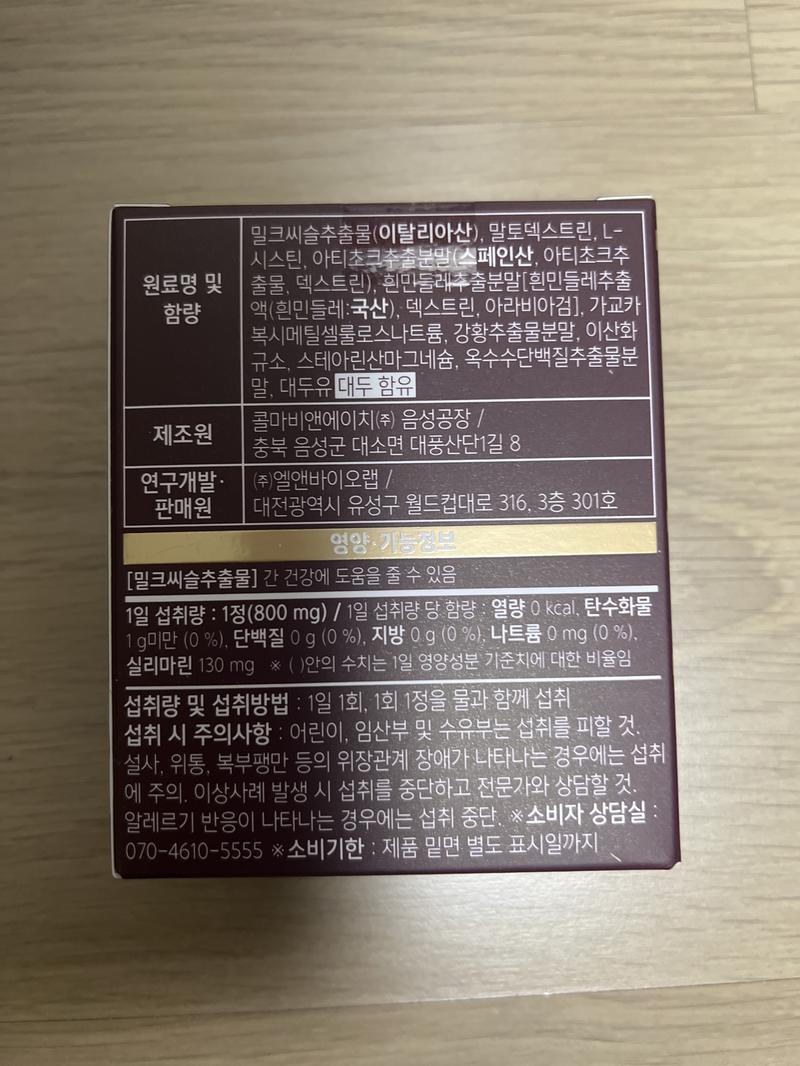 원료명 및
함량
밀크씨슬추출물(이탈리아산), 말토덱스트린, L-
시스틴, 아티초크추출분말(스페인산, 아티초크추
출물, 덱스트린), 흰민들레추출분말[흰민들레추출
액(흰민들레:국산), 덱스트린, 아라비아검], 가교카
복시메틸셀룰로스나트륨, 강황추출물분말, 이산화
규소, 스테아린산마그네슘, 옥수수단백질추출물분
말, 대두유 대두 함유
제조원
콜마비앤에이치㈜ 음성공장 /
충북 음성군 대소면 대풍산단1길 8
연구개발·
판매원
㈜엘앤바이오랩 /
대전광역시 유성구 월드컵대로 316, 3층 301호
영양·기능정보
[밀크씨슬추출물] 간 건강에 도움을 줄 수 있음
1일 섭취량 : 1정(800 mg) / 1일 섭취량 당 함량 : 열량 0 kcal, 탄수화물
1 g미만 (0 %), 단백질 0 g (0 %), 지방 0 g (0 %), 나트륨 0 mg (0 %),
실리마린 130 mg ※ ( )안의 수치는 1일 영양성분 기준치에 대한 비율임
섭취량 및 섭취방법 : 1일 1회, 1회 1정을 물과 함께 섭취
섭취 시 주의사항 : 어린이, 임산부 및 수유부는 섭취를 피할 것.
설사, 위통, 복부팽만 등의 위장관계 장애가 나타나는 경우에는 섭취
에 주의. 이상사례 발생 시 섭취를 중단하고 전문가와 상담할 것.
알레르기 반응이 나타나는 경우에는 섭취 중단. ※소비자 상담실 :
070-4610-5555 ※소비기한 : 제품 밑면 별도 표시일까지